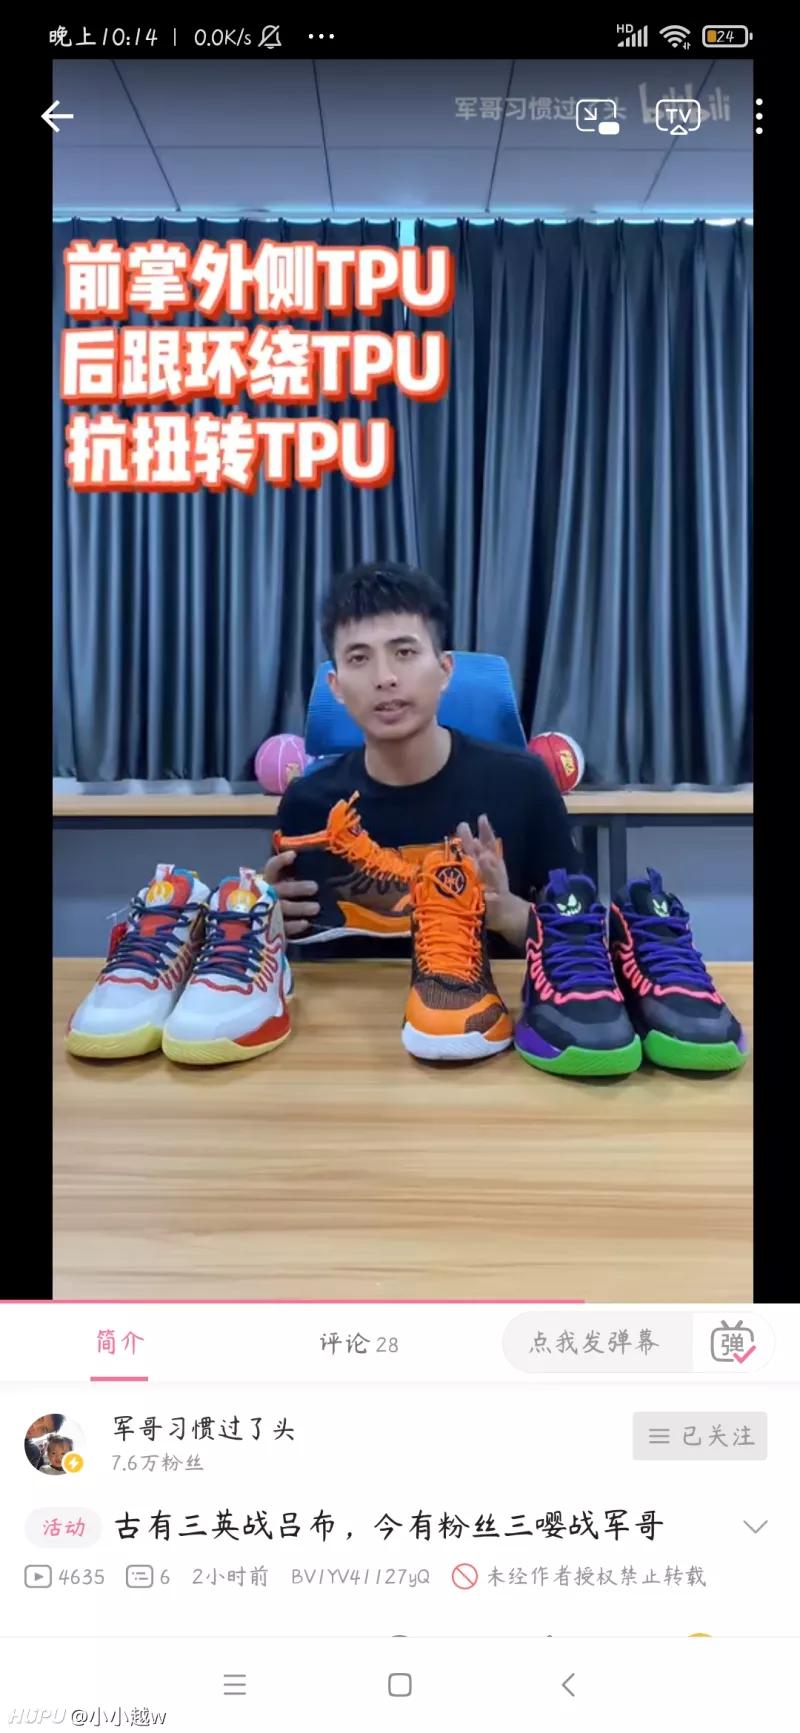 晚上10:14 | 0.0K/s ...
HD 24
军哥习惯过了头 bilibili
TV
前掌外侧TPU
后跟环绕TPU
抗扭转TPU
简介 评论 28 点我发弹幕 弹
军哥习惯过了头
7.6万粉丝
已关注
活动 古有三英战吕布，今有粉丝三嘤战军哥
4635 6 2小时前 BV1YV41127yQ 未经作者授权禁止转载
HUPU @小小越w